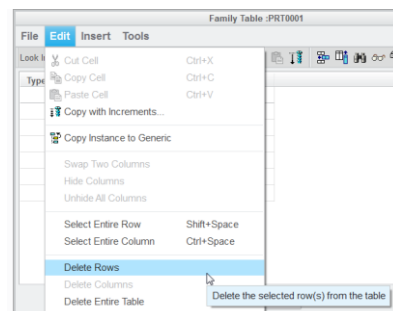 Family Table :PRT0001
File Edit Insert Tools
Look
Cut Cell Ctrl+X
Copy Cell Ctrl+C
Paste Cell Ctrl+V
Type
Copy with Increments...
Copy Instance to Generic
Swap Two Columns
Hide Columns
Unhide All Columns
Select Entire Row Shift+Space
Select Entire Column Ctrl+Space
Delete Rows
Delete Columns
Delete the selected row(s) from the table
Delete Entire Table